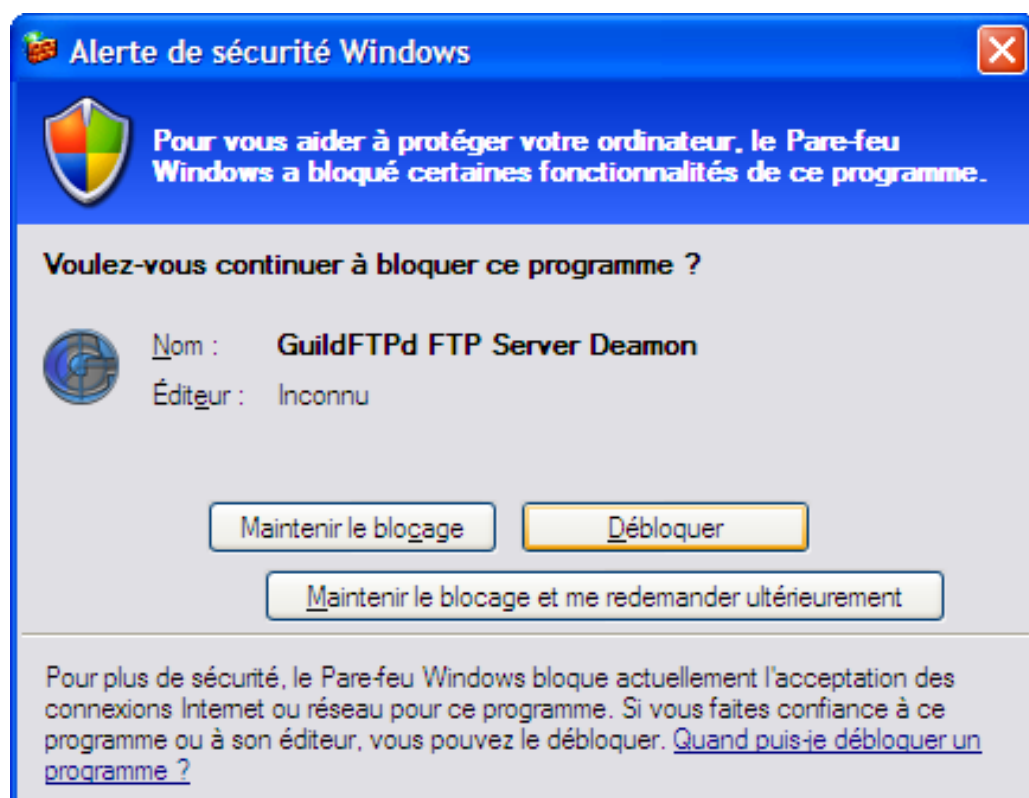 Alerte de sécurité Windows
Pour vous aider à protéger votre ordinateur, le Pare-feu
Windows a bloqué certaines fonctionnalités de ce programme.
Voulez-vous continuer à bloquer ce programme ?
Nom : GuildFTPd FTP Server Deamon
Éditeur : Inconnu
Maintenir le blocage Débloquer
Maintenir le blocage et me redemander ultérieurement
Pour plus de sécurité, le Pare-feu Windows bloque actuellement l'acceptation des
connexions Internet ou réseau pour ce programme. Si vous faites confiance à ce
programme ou à son éditeur, vous pouvez le débloquer. Quand puis-je débloquer un
programme ?